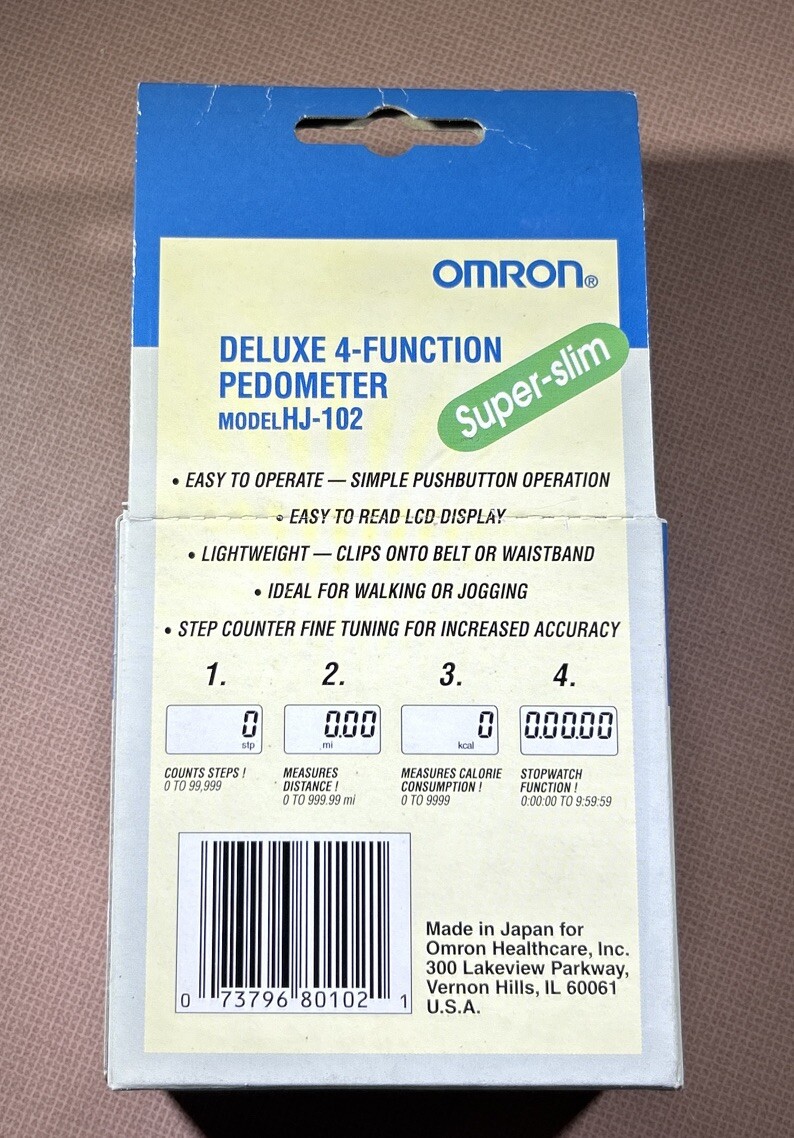 OMRON®
DELUXE 4-FUNCTION
PEDOMETER
MODEL HJ-102
Super-slim
• EASY TO OPERATE — SIMPLE PUSHBUTTON OPERATION
• EASY TO READ LCD DISPLAY
• LIGHTWEIGHT — CLIPS ONTO BELT OR WAISTBAND
• IDEAL FOR WALKING OR JOGGING
• STEP COUNTER FINE TUNING FOR INCREASED ACCURACY
1. 2. 3. 4.
0 0.00 0 0.00.00
stp mi kcal
COUNTS STEPS !
0 TO 99,999
MEASURES
DISTANCE !
0 TO 999.99 mi
MEASURES CALORIE
CONSUMPTION !
0 TO 9999
STOPWATCH
FUNCTION !
0:00:00 TO 9:59:59
0 73796 80102 1
Made in Japan for
Omron Healthcare, Inc.
300 Lakeview Parkway,
Vernon Hills, IL 60061
U.S.A.